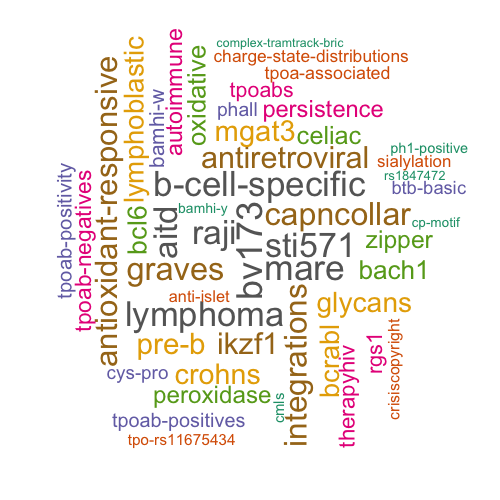 complex-tramtrack-bric
charge-state-distributions
tpoa-associated
tpoabs
phall
persistence
mgat3
celiac
antiretroviral
ph1-positive
sialylation
rs1847472
btb-basic
b-cell-specific
bamhi-y
capncollar
cp-motif
raji
sti571
zipper
graves
mare
bach1
anti-islet
glycans
lymphoma
pre-b
ikzf1
cys-pro
crohns
peroxidase
tpoab-positives
tpo-rs11675434
tpoab-positivity
tpoab-negatives
antioxidant-responsive
lymphoblastic
bcl6
bamhi-w
aitd
autoimmune
oxidative
bv173
cmls
integrations
bcrabl
therapyhiv
rgs1
crisiscopyright